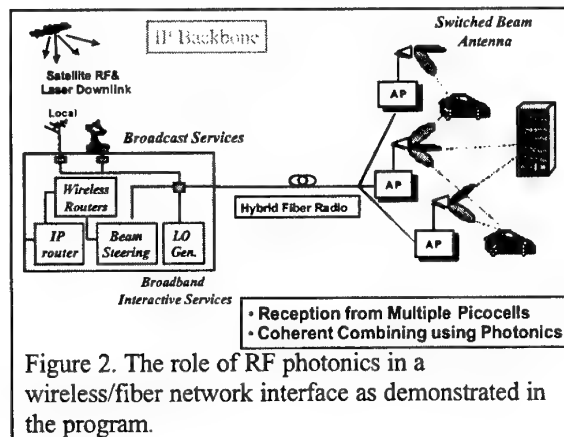 IP Backbone
Switched Beam
Antenna
Satellite RF&
Laser Downlink
Local
Broadcast Services
AP
AP
AP
Wireless
Routers
IP
router
Beam
Steering
LO
Gen.
Hybrid Fiber Radio
Broadband
Interactive Services
• Reception from Multiple Picocells
• Coherent Combining using Photonics
Figure 2. The role of RF photonics in a
wireless/fiber network interface as demonstrated in
the program.